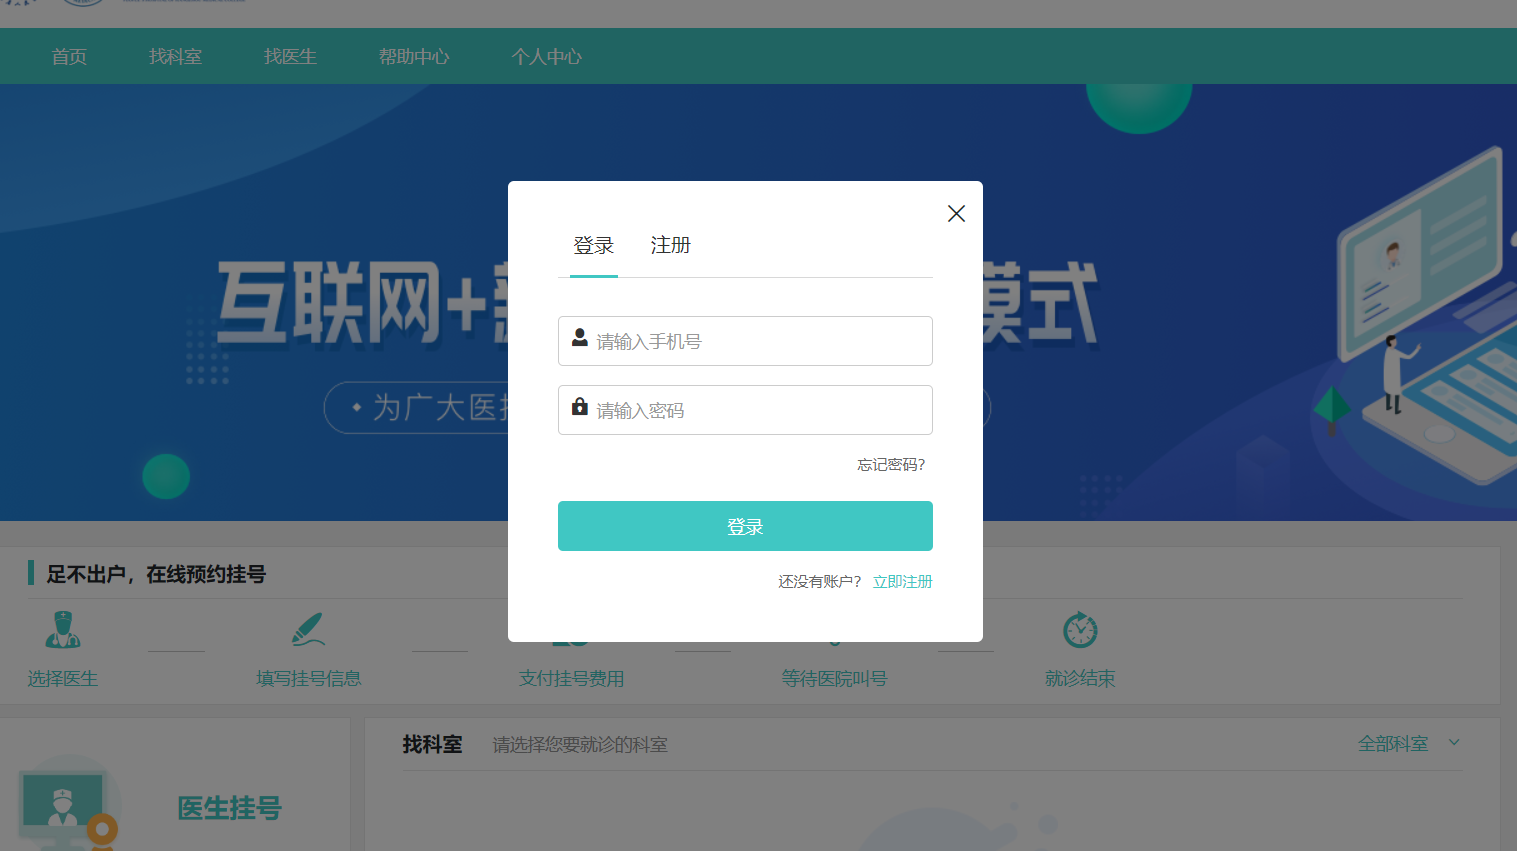 首页 找科室 找医生 帮助中心 个人中心
互联网+ 模式
为广大医
登录 注册
请输入手机号
请输入密码
忘记密码?
登录
还没有账户? 立即注册
足不出户，在线预约挂号
选择医生 填写挂号信息 支付挂号费用 等待医院叫号 就诊结束
找科室 请选择您要就诊的科室 全部科室
医生挂号